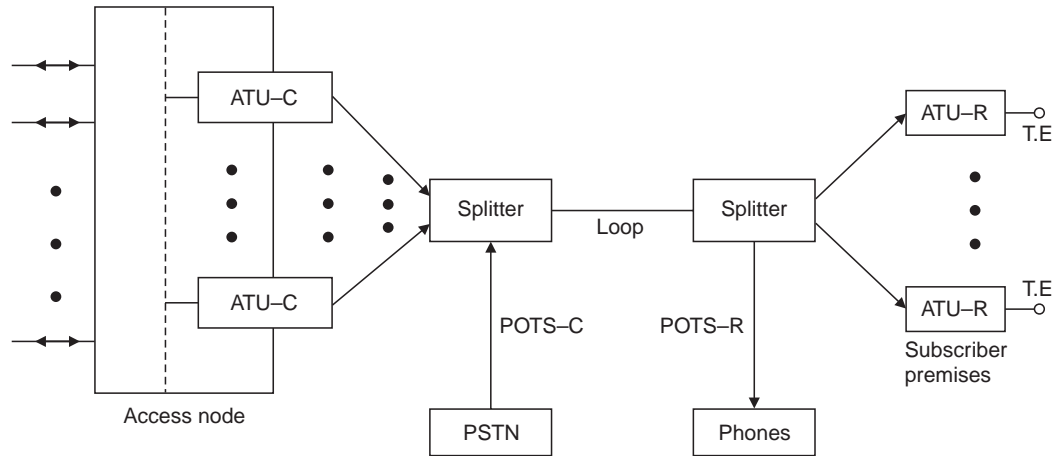 ATU–C
ATU–R
T.E
Splitter
Splitter
Loop
ATU–C
T.E
ATU–R
POTS–C
POTS–R
Subscriber
premises
Access node
PSTN
Phones